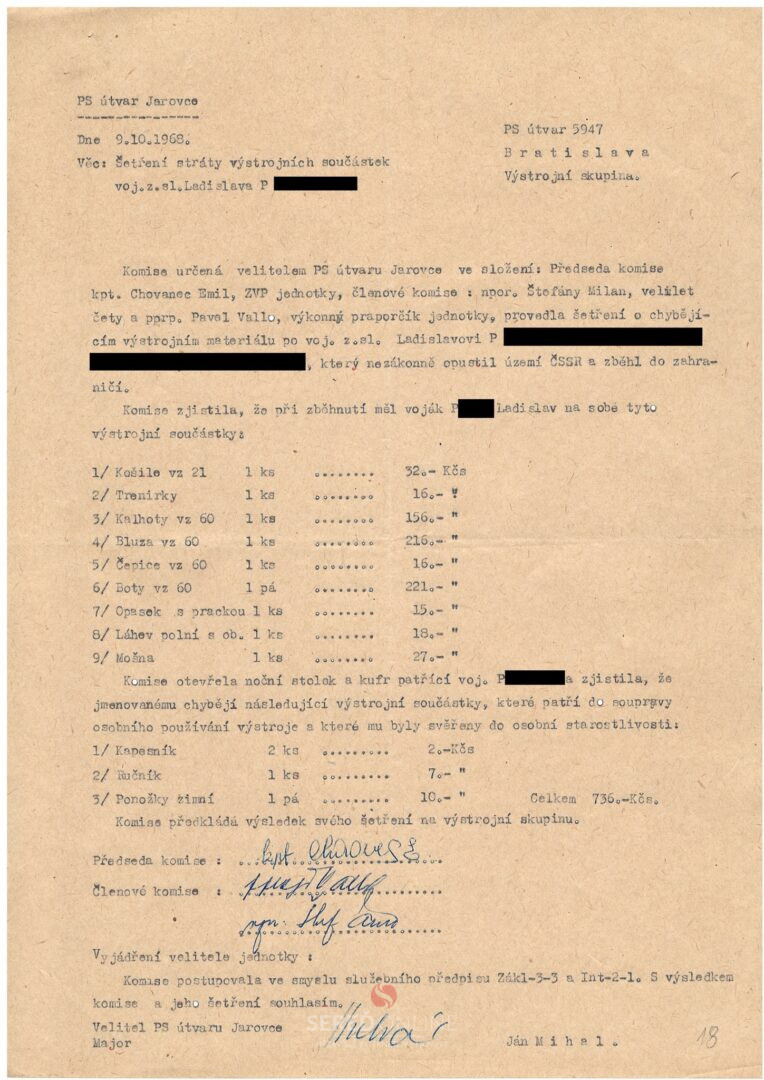 PS útvar Jarovce
Dne 9.10.1968.
PS útvar 5947
Věc: Šetření stráty výstrojních součástek
B r a t i s l a v a
voj.z.sl.Ladislava P
Výstrojní skupina.
Komise určená velitelem PS útvaru Jarovce ve složení: Předseda komise
kpt. Chovanec Emil, ZVP jednotky, členové komise : npor. Štefány Milan, velilet
čety a pprp. Pavel Vallo, výkonný praporčík jednotky, provedla šetření o chybějí-
cím výstrojním materiálu po voj. z.sl. Ladislavovi P
, který nezákonně opustil území ČSSR a zběhl do zahra-
ničí.
Komise zjistila, že při zběhnutí měl voják P Ladislav na sobě tyto
výstrojní součástky:
1/ Košile vz 21 1 ks ........ 32.- Kčs
2/ Trenirky 1 ks ........ 16.- "
3/ Kalhoty vz 60 1 ks ........ 156.- "
4/ Bluza vz 60 1 ks ........ 216.- "
5/ Čepice vz 60 1 ks ........ 16.- "
6/ Boty vz 60 1 pá ........ 221.- "
7/ Opasek s prackou 1 ks ........ 15.- "
8/ Láhev polní s ob. 1 ks ........ 18.- "
9/ Mošna 1 ks ........ 27.- "
Komise otevřela noční stolek a kufr patřící voj. P a zjistila, že
jmenovanému chybějí následující výstrojní součástky, které patří do soupravy
osobního používání výstroje a které mu byly svěřeny do osobní starostlivosti:
1/ Kapesník 2 ks ......... 2.-Kčs
2/ Ručník 1 ks ......... 7.- "
3/ Ponožky zimní 1 pá ......... 10.- " Celkem 736.-Kčs.
Komise předkládá výsledek svého šetření na výstrojní skupinu.
Předseda komise : kpt.
Členové komise :
npor.
Vyjádření velitele jednotky :
Komise postupovala ve smyslu služebního předpisu Zákl-3-3 a Int-2-1. S výsledkem
komise a jeho šetření souhlasím.
Velitel PS útvaru Jarovce
Major
Ján M i h a l .
18